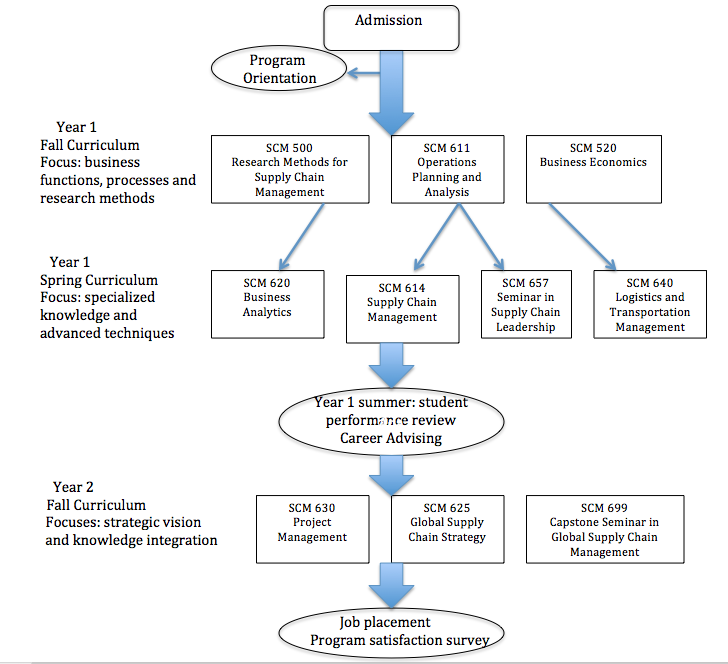 Admission
Program
Orientation
Year 1
Fall Curriculum
Focus: business
functions, processes and
research methods
SCM 500
Research Methods for
Supply Chain
Management
SCM 611
Operations
Planning and
Analysis
SCM 520
Business Economics
Year 1
Spring Curriculum
Focus: specialized
knowledge and
advanced techniques
SCM 620
Business
Analytics
SCM 614
Supply Chain
Management
SCM 657
Seminar in
Supply Chain
Leadership
SCM 640
Logistics and
Transportation
Management
Year 1 summer: student
performance review
Career Advising
Year 2
Fall Curriculum
Focuses: strategic vision
and knowledge integration
SCM 630
Project
Management
SCM 625
Global Supply
Chain Strategy
SCM 699
Capstone Seminar in
Global Supply Chain
Management
Job placement
Program satisfaction survey